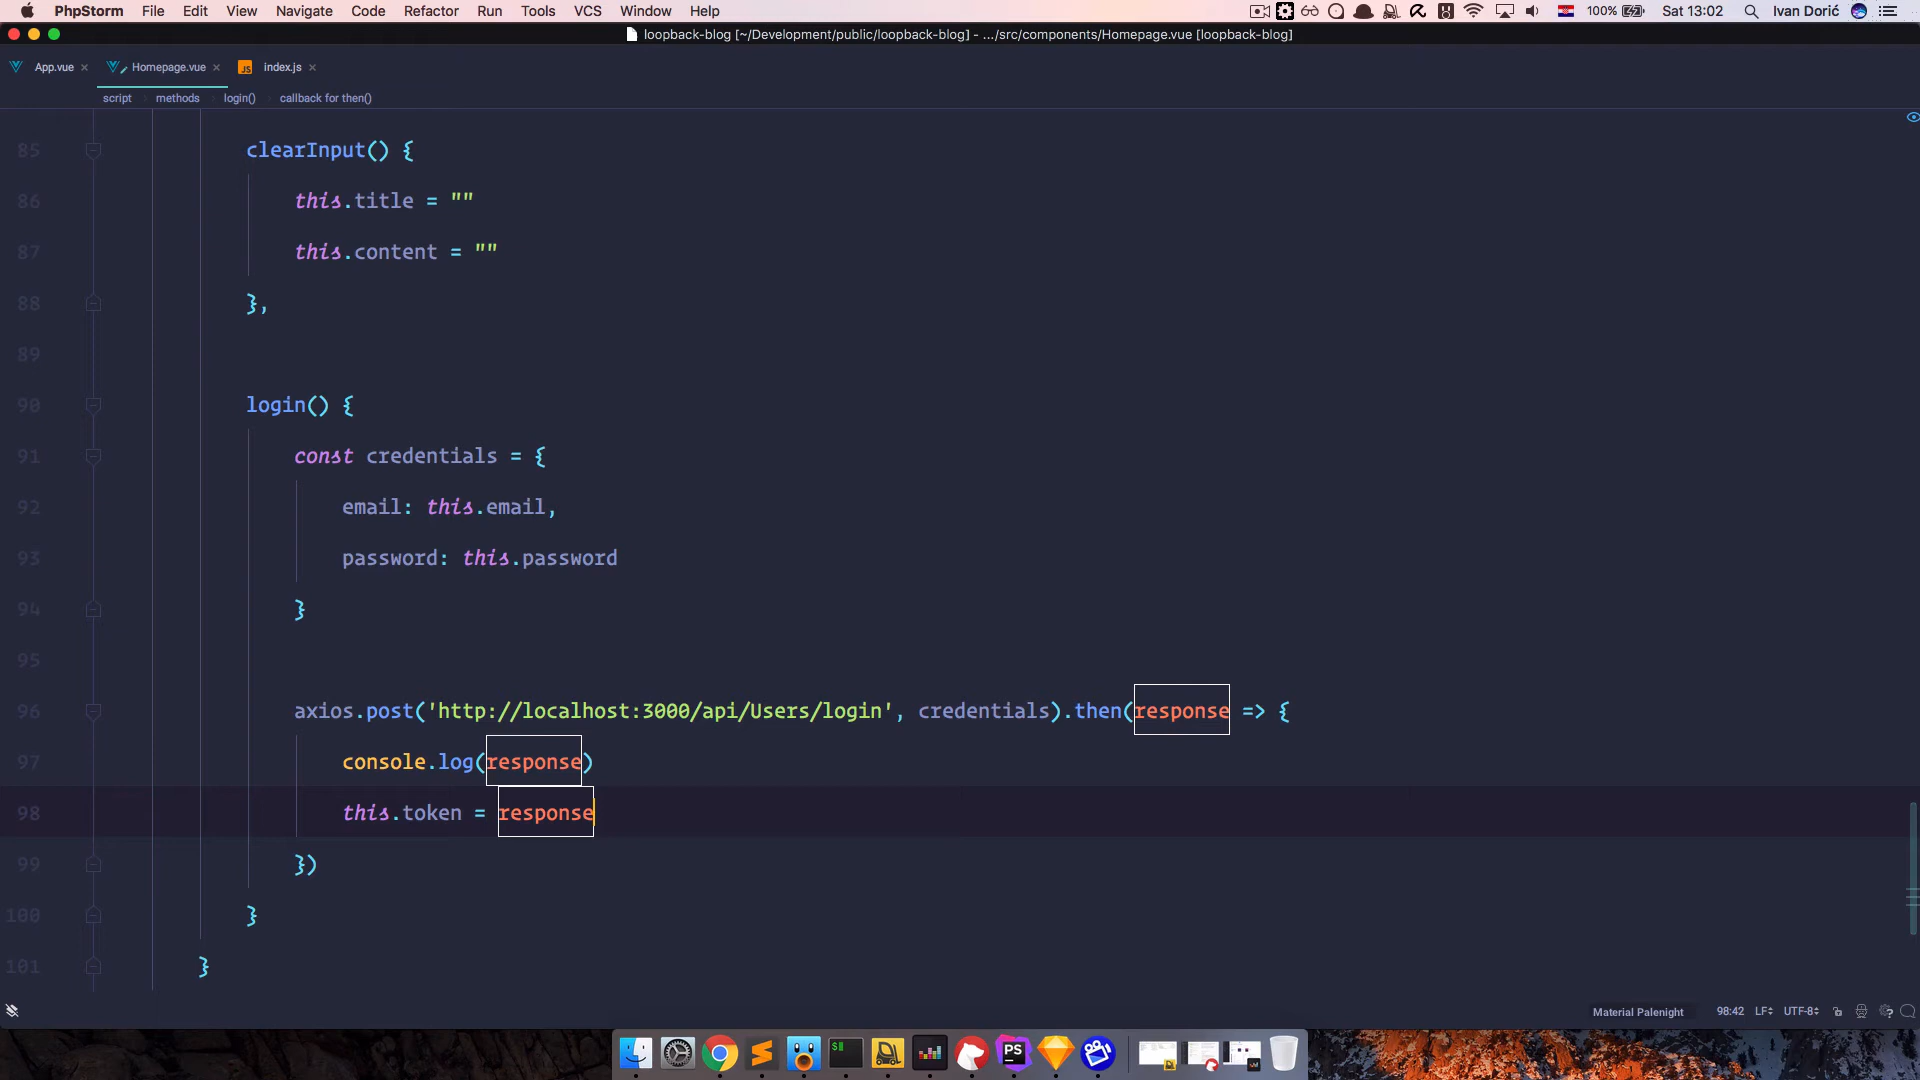 PhpStorm File Edit View Navigate Code Refactor Run Tools VCS Window Help 100% Sat 13:02 Ivan Dorić
loopback-blog [~/Development/public/loopback-blog] - .../src/components/Homepage.vue [loopback-blog]
App.vue Homepage.vue JS index.js
script methods login() callback for then()
85 clearInput() {
86 this.title = ""
87 this.content = ""
88 },
89
90 login() {
91 const credentials = {
92 email: this.email,
93 password: this.password
94 }
95
96 axios.post('http://localhost:3000/api/Users/login', credentials).then(response => {
97 console.log(response)
98 this.token = response
99 })
100 }
101 }
Material Palenight 98:42 LF UTF-8
$ PS